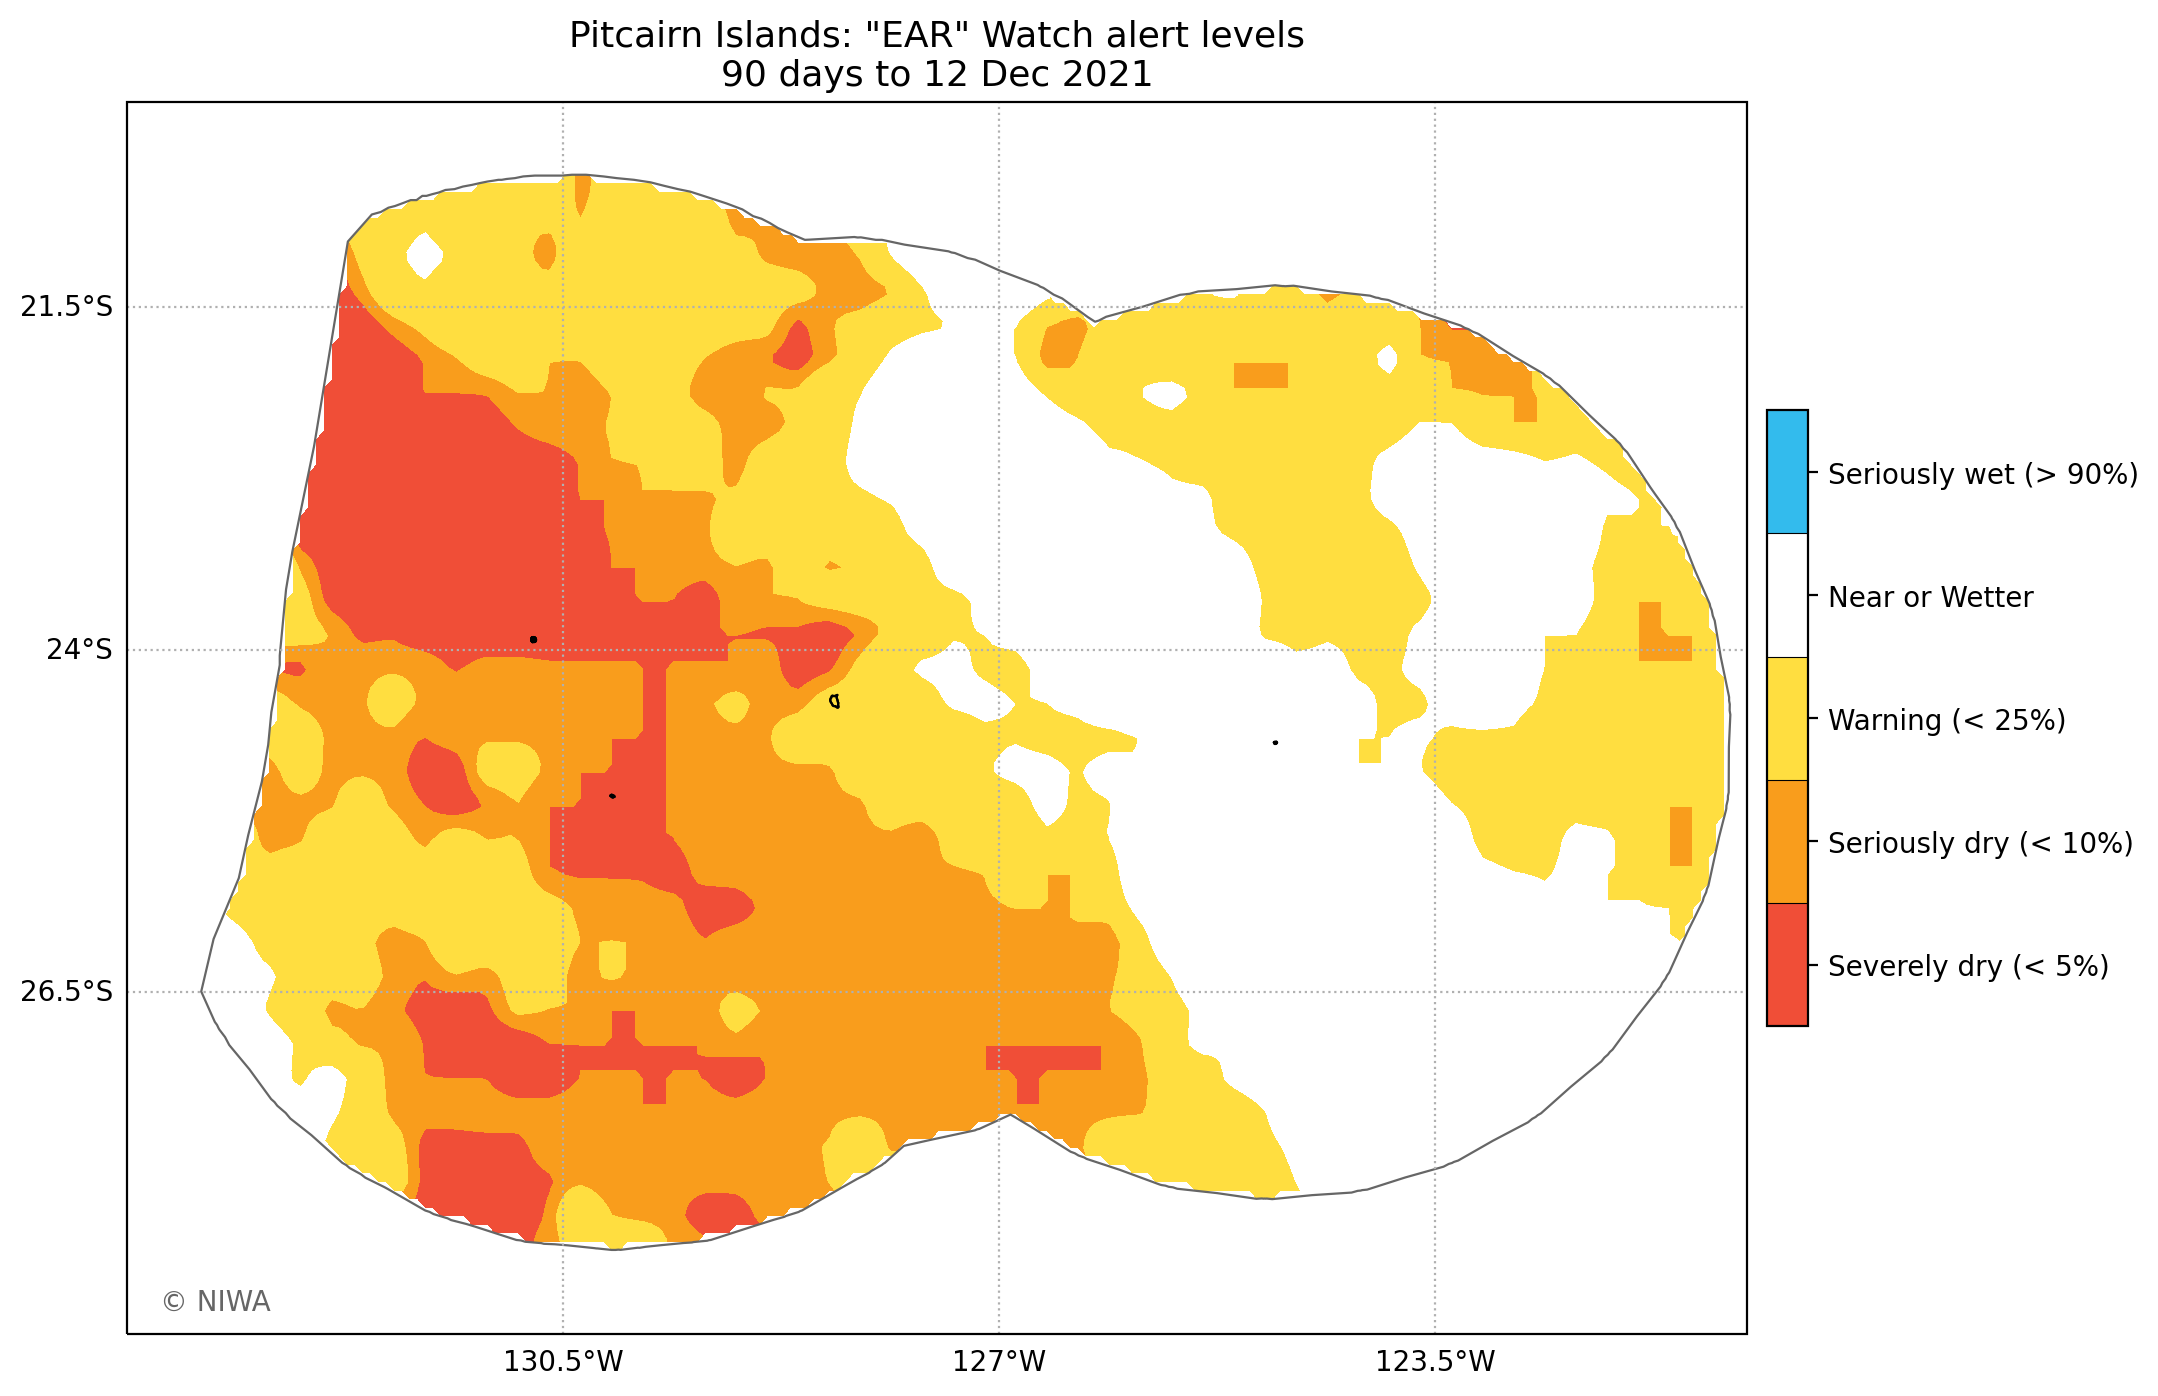 Pitcairn Islands: "EAR" Watch alert levels
90 days to 12 Dec 2021
21.5°S
24°S
26.5°S
130.5°W
127°W
123.5°W
Seriously wet (> 90%)
Near or Wetter
Warning (< 25%)
Seriously dry (< 10%)
Severely dry (< 5%)
© NIWA